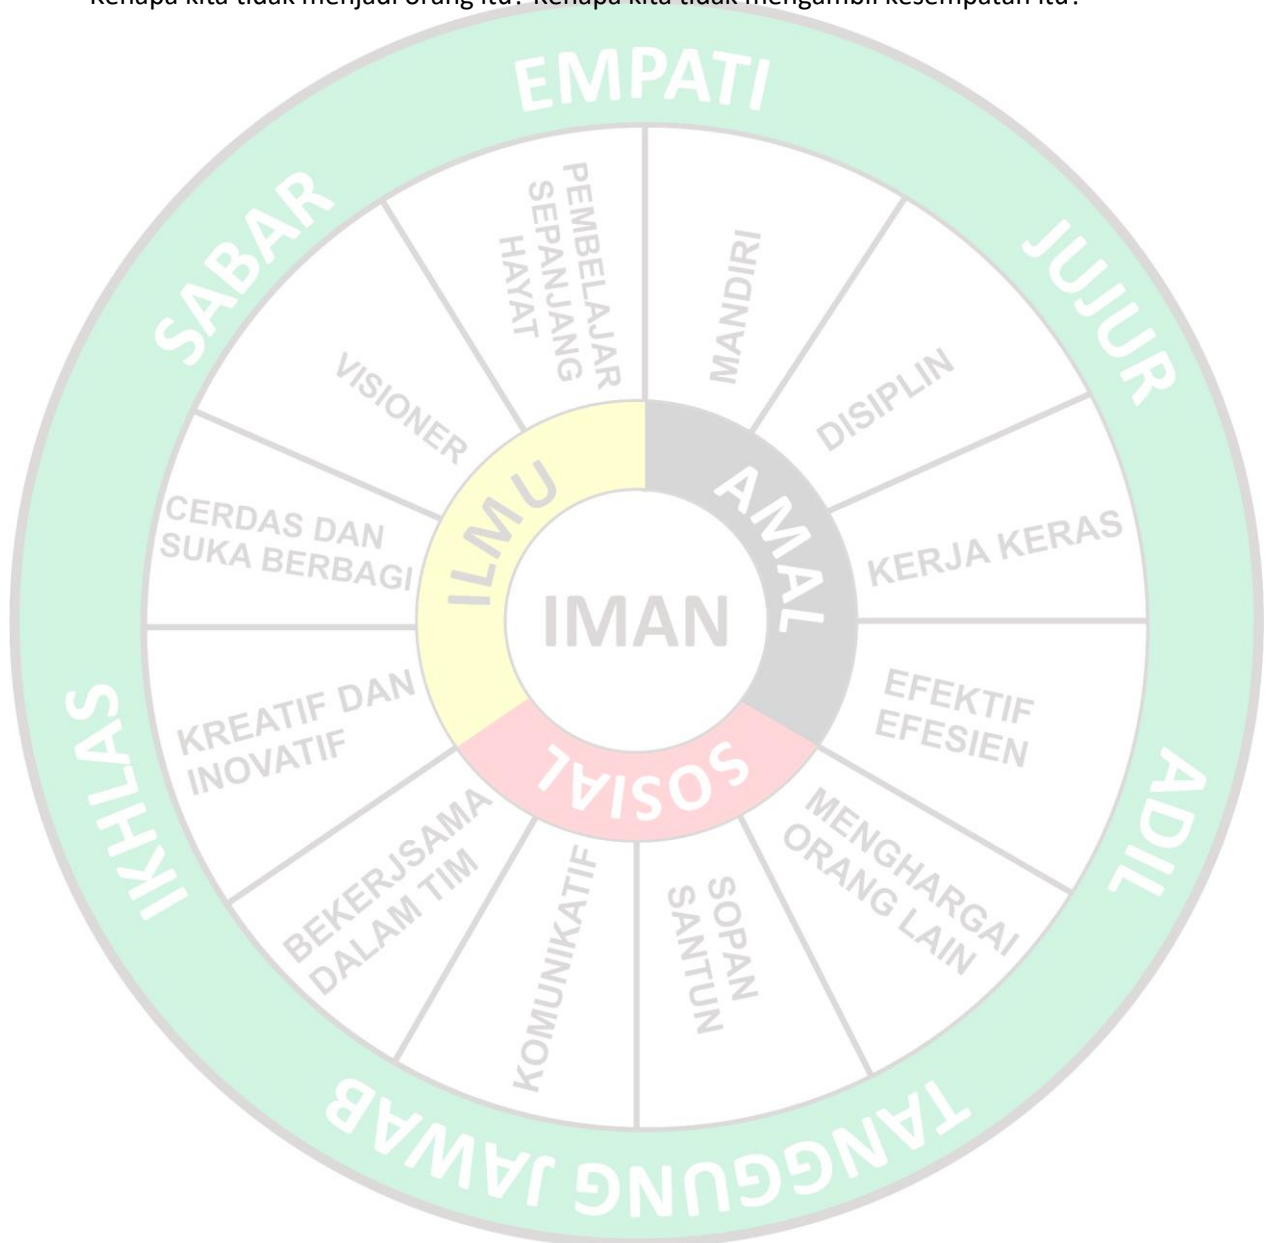 Kenapa kita tidak menjadi orang itu? Kenapa kita tidak mengambil kesempatan itu?
EMPATI
SABAR
JUJUR
PEMBELAJAR
SEPANJANG
HAYAT
MANDIRI
VISIONER
DISIPLIN
CERDAS DAN
SUKA BERBAGI
ILMU
AMAL
KERJA KERAS
IMAN
KREATIF DAN
INOVATIF
EFEKTIF
EFESIEN
IKHLAS
SOSIAL
ADIL
BEKERJSAMA
DALAM TIM
KOMUNIKATIF
SOPAN
SANTUN
MENGHARGAI
ORANG LAIN
TANGGUNG JAWAB